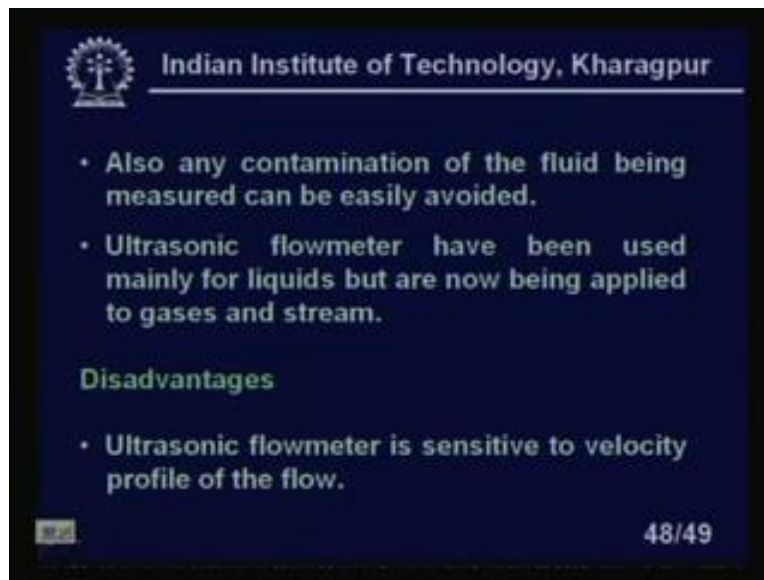 Indian Institute of Technology, Kharagpur
• Also any contamination of the fluid being
measured can be easily avoided.
• Ultrasonic flowmeter have been used
mainly for liquids but are now being applied
to gases and stream.
Disadvantages
• Ultrasonic flowmeter is sensitive to velocity
profile of the flow.
48/49